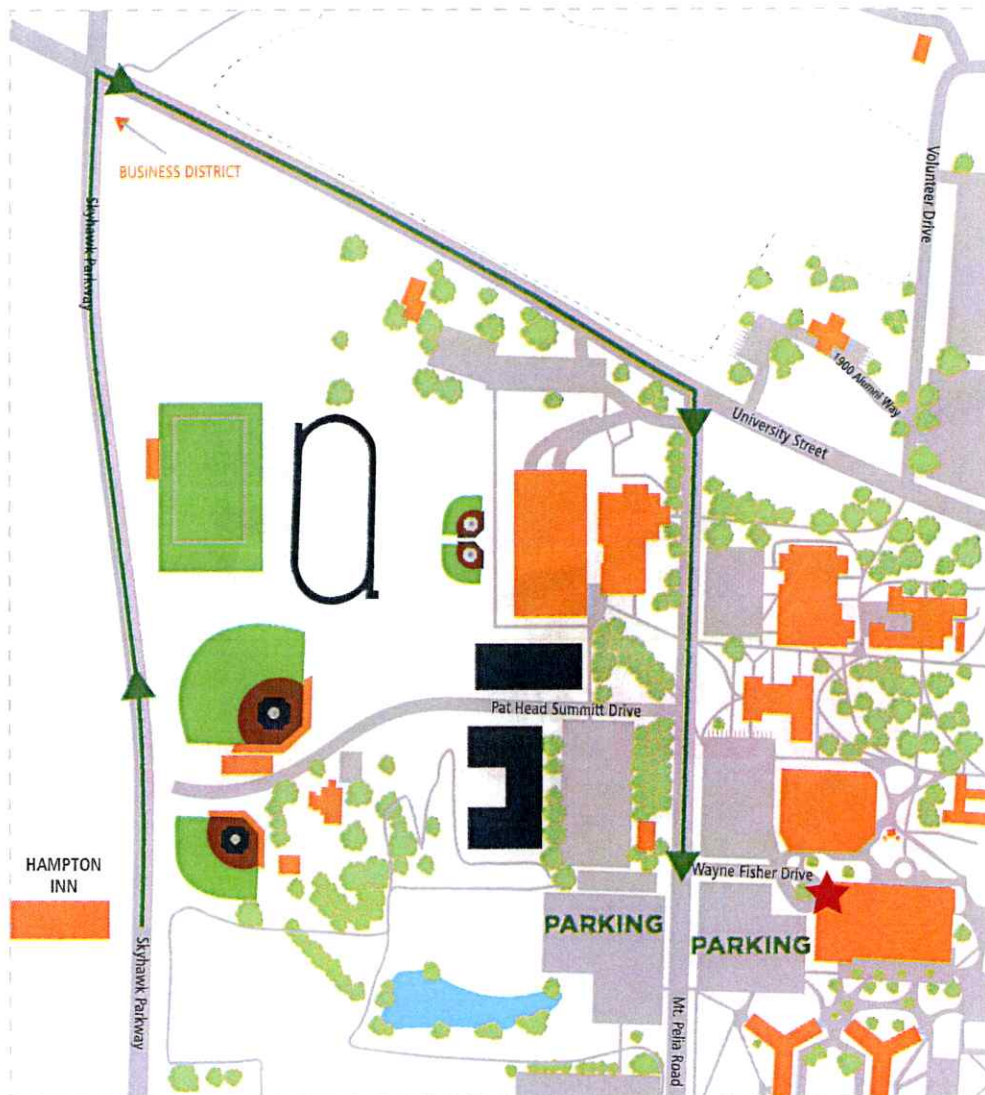 BUSINESS DISTRICT
Skyhawk Parkway
Volunteer Drive
1900 Alumni Way
University Street
Pat Head Summitt Drive
HAMPTON
INN
Wayne Fisher Drive
PARKING
PARKING
Skyhawk Parkway
Mt. Pelia Road